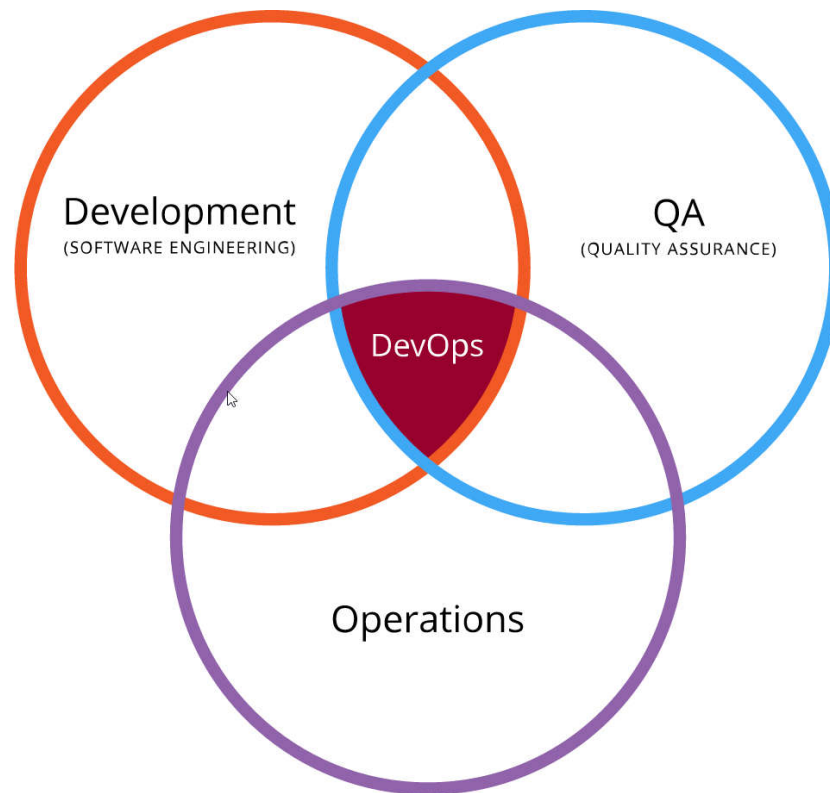 Development
(SOFTWARE ENGINEERING)
QA
(QUALITY ASSURANCE)
DevOps
Operations